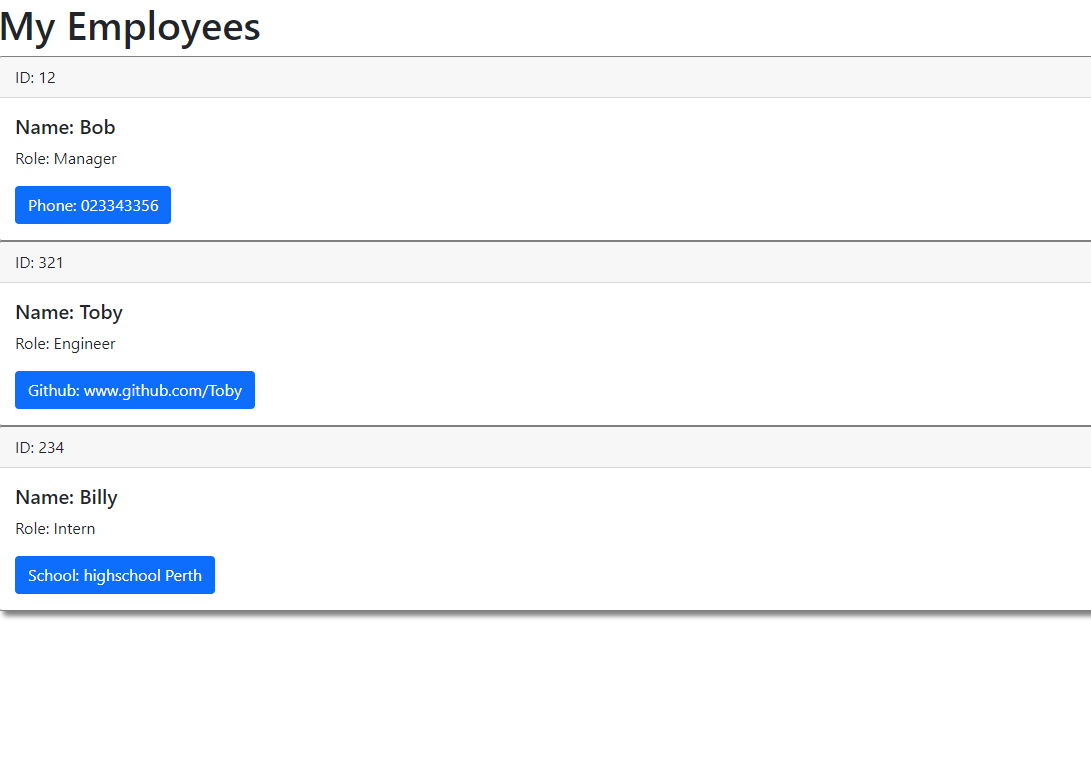 My Employees
ID: 12
Name: Bob
Role: Manager
Phone: 023343356
ID: 321
Name: Toby
Role: Engineer
Github: www.github.com/Toby
ID: 234
Name: Billy
Role: Intern
School: highschool Perth